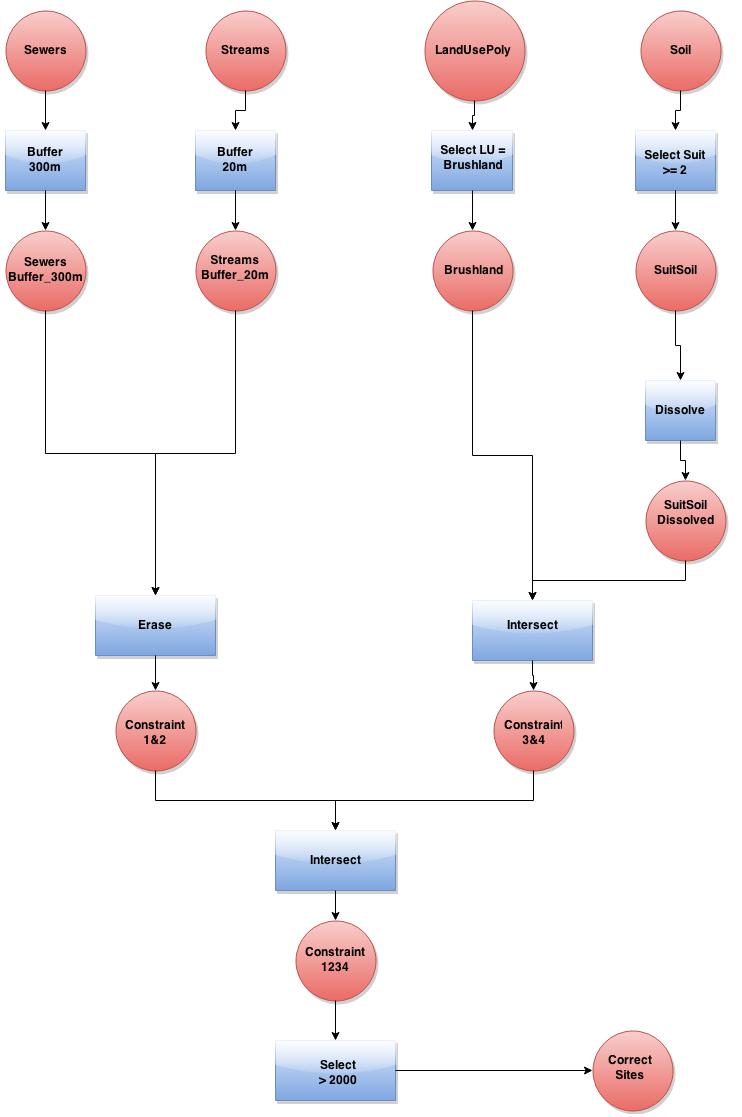 Sewers
Streams
LandUsePoly
Soil
Buffer
300m
Buffer
20m
Select LU =
Brushland
Select Suit
>= 2
Sewers
Buffer_300m
Streams
Buffer_20m
Brushland
SuitSoil
Dissolve
SuitSoil
Dissolved
Erase
Intersect
Constraint
1&2
Constraint
3&4
Intersect
Constraint
1234
Select
> 2000
Correct
Sites